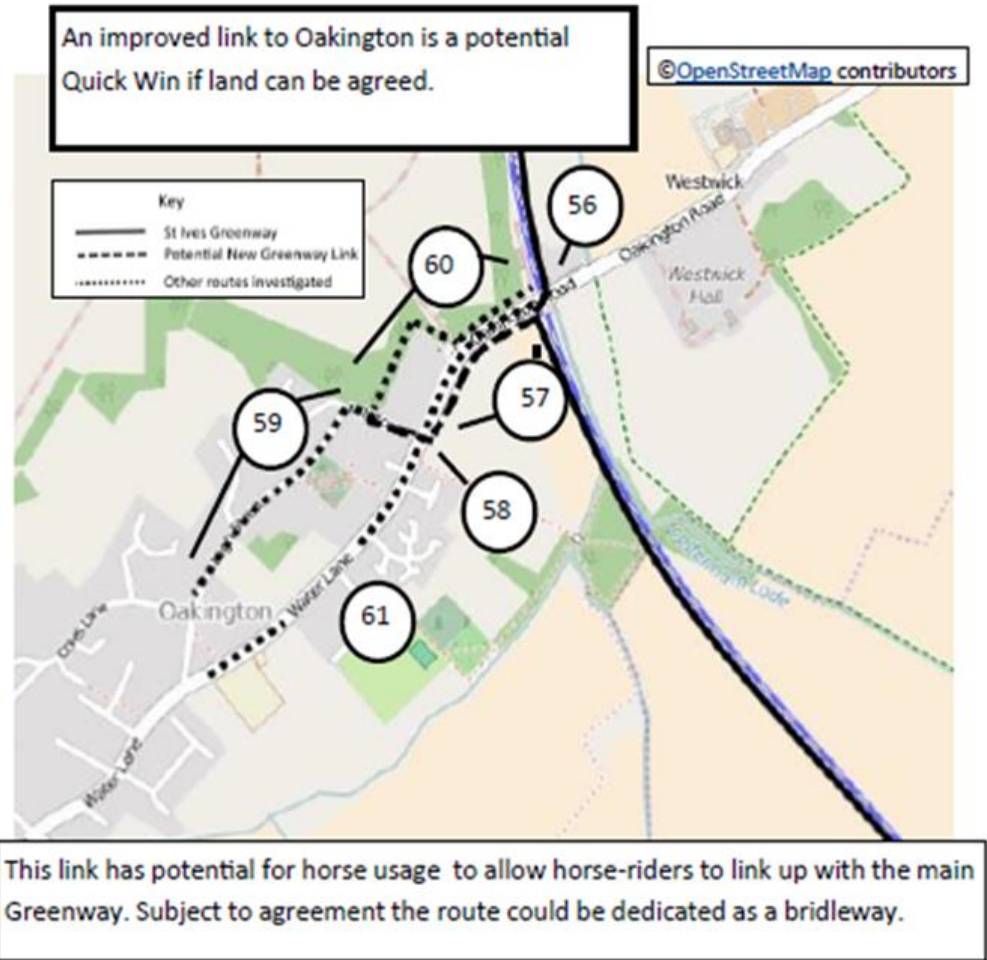 An improved link to Oakington is a potential
Quick Win if land can be agreed.
©OpenStreetMap contributors
Key
St Ives Greenway
Potential New Greenway Link
Other routes investigated
56
Westwick
Oakington Road
60
Westwick
Hall
Road
57
59
58
Oakington
Water Lane
61
Water Lane
This link has potential for horse usage to allow horse-riders to link up with the main
Greenway. Subject to agreement the route could be dedicated as a bridleway.